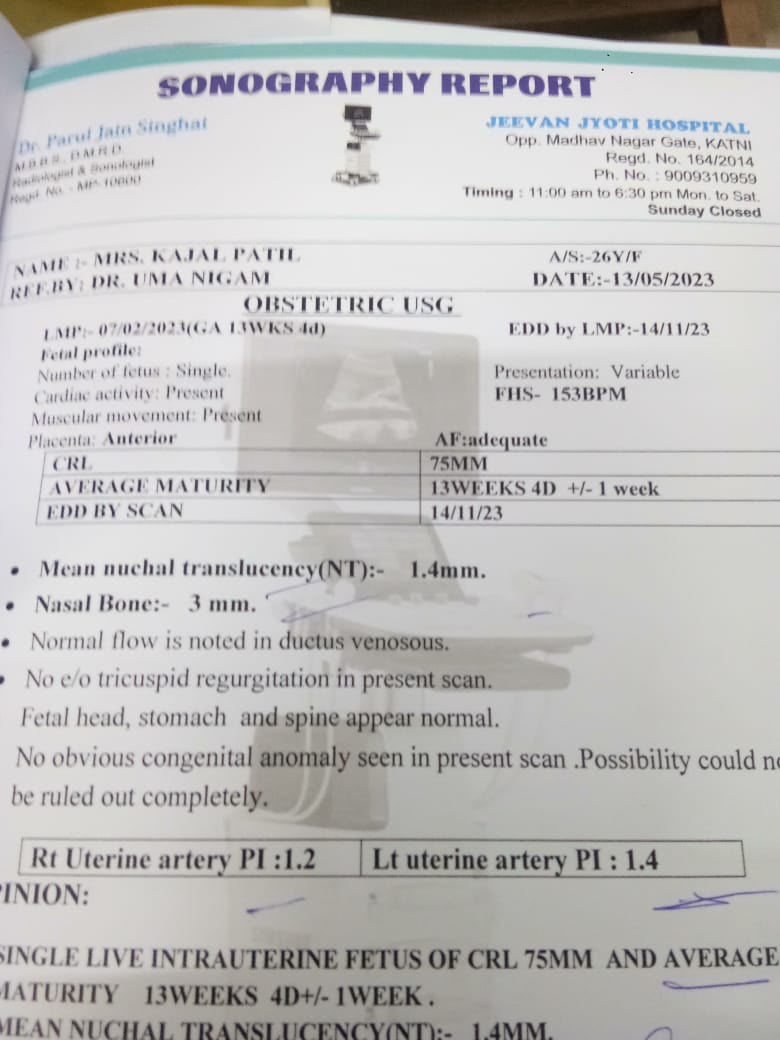 SONOGRAPHY REPORT
Dr. Parul Jain Singhai
M.B.B.S., D.M.R.D.
Radiologist & Sonologist
Regd. No. - MP-10800
JEEVAN JYOTI HOSPITAL
Opp. Madhav Nagar Gate, KATNI
Regd. No. 164/2014
Ph. No. : 9009310959
Timing : 11:00 am to 6:30 pm Mon. to Sat.
Sunday Closed
NAME :- MRS. KAJAL PATIL A/S:-26Y/F
REF.BY: DR. UMA NIGAM DATE:-13/05/2023
OBSTETRIC USG
LMP:- 07/02/2023(GA 13WKS 4d) EDD by LMP:-14/11/23
Fetal profile:
Number of fetus : Single. Presentation: Variable
Cardiac activity: Present FHS- 153BPM
Muscular movement: Present
Placenta: Anterior AF:adequate
CRL 75MM
AVERAGE MATURITY 13WEEKS 4D +/- 1 week
EDD BY SCAN 14/11/23
• Mean nuchal translucency(NT):- 1.4mm.
• Nasal Bone:- 3 mm.
• Normal flow is noted in ductus venosous.
• No e/o tricuspid regurgitation in present scan.
Fetal head, stomach and spine appear normal.
No obvious congenital anomaly seen in present scan .Possibility could no
be ruled out completely.
Rt Uterine artery PI :1.2 Lt uterine artery PI : 1.4
PINION:
SINGLE LIVE INTRAUTERINE FETUS OF CRL 75MM AND AVERAGE
MATURITY 13WEEKS 4D+/- 1WEEK .
MEAN NUCHAL TRANSLUCENCY(NT):- 1.4MM.